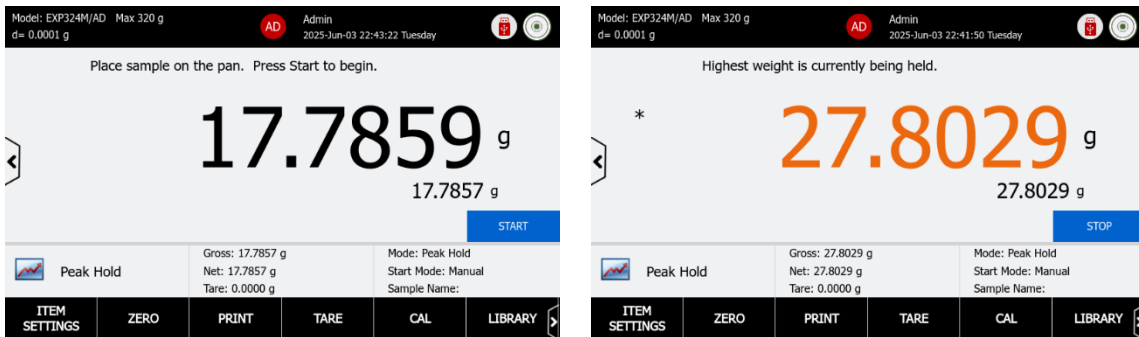 Model: EXP324M/AD Max 320 g
d= 0.0001 g
AD
Admin
2025-Jun-03 22:43:22 Tuesday
Place sample on the pan. Press Start to begin.
17.7859 g
17.7857 g
START
Peak Hold
Gross: 17.7857 g
Net: 17.7857 g
Tare: 0.0000 g
Mode: Peak Hold
Start Mode: Manual
Sample Name:
ITEM SETTINGS
ZERO
PRINT
TARE
CAL
LIBRARY
Model: EXP324M/AD Max 320 g
d= 0.0001 g
AD
Admin
2025-Jun-03 22:41:50 Tuesday
Highest weight is currently being held.
*
27.8029 g
27.8029 g
STOP
Peak Hold
Gross: 27.8029 g
Net: 27.8029 g
Tare: 0.0000 g
Mode: Peak Hold
Start Mode: Manual
Sample Name:
ITEM SETTINGS
ZERO
PRINT
TARE
CAL
LIBRARY